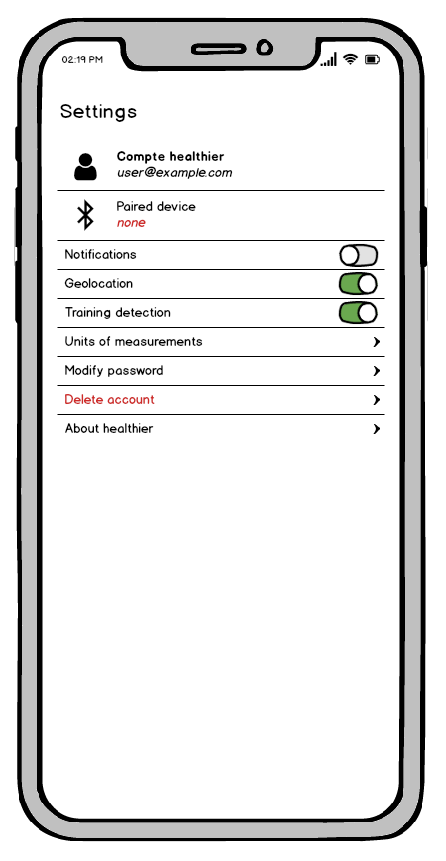 02:19 PM
Settings
Compte healthier
user@example.com
Paired device
none
Notifications
Geolocation
Training detection
Units of measurements
Modify password
Delete account
About healthier